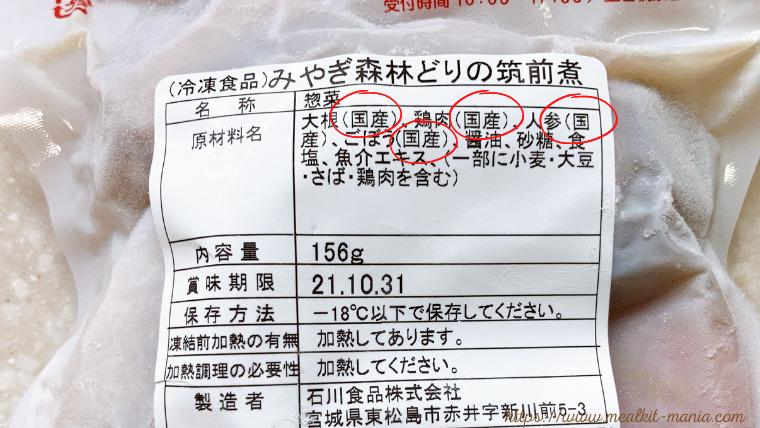 受付時間10:00
(冷凍食品)みやぎ森林どりの筑前煮
名 称 惣菜
原材料名 大根(国産)、鶏肉(国産)、人参(国
産)、ごぼう(国産)、醤油、砂糖、食
塩、魚介エキス、(一部に小麦・大豆
・さば・鶏肉を含む)
内容量 156g
賞味期限 21.10.31
保存方法 -18℃以下で保存してください。
凍結前加熱の有無 加熱してあります。
加熱調理の必要性 加熱してください。
製造者 石川食品株式会社
宮城県東松島市赤井字新川前5-3
https://www.mealkit-mania.com/